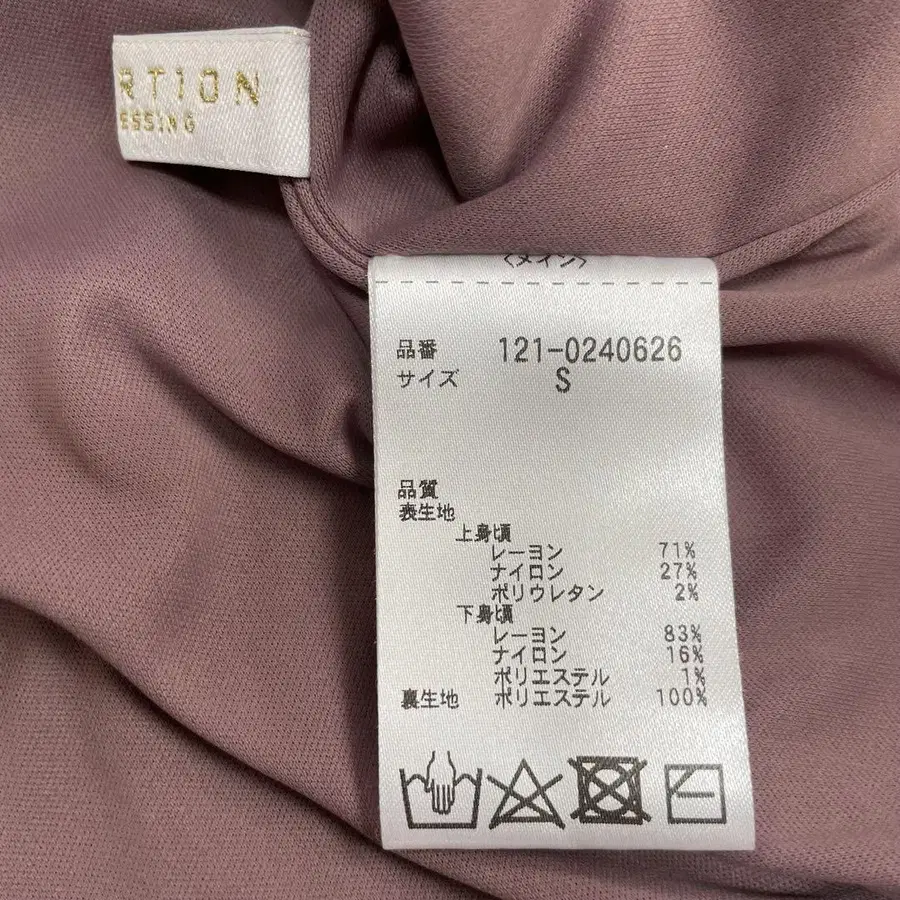 RTION
ESSING
〈メイン〉
品番 121-0240626
サイズ S
品質
表生地
上身頃
レーヨン 71%
ナイロン 27%
ポリウレタン 2%
下身頃
レーヨン 83%
ナイロン 16%
ポリエステル 1%
裏生地 ポリエステル 100%